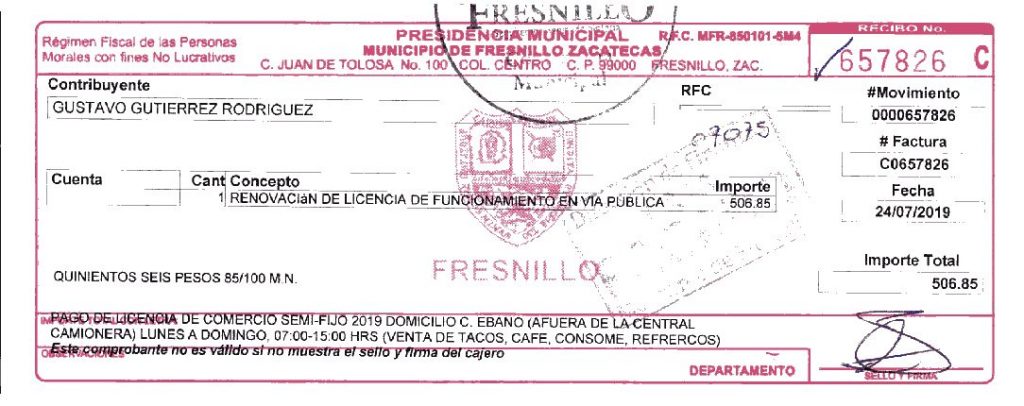 FRESNILLO
Régimen Fiscal de las Personas
Morales con fines No Lucrativos
PRESIDENCIA MUNICIPAL R.F.C. MFR-850101-5M4
MUNICIPIO DE FRESNILLO ZACATECAS
C. JUAN DE TOLOSA No. 100 COL. CENTRO C. P. 99000 FRESNILLO, ZAC.
RECIBO No.
657826 C
Contribuyente
GUSTAVO GUTIERREZ RODRIGUEZ
RFC
07075
#Movimiento
0000657826
# Factura
C0657826
Fecha
24/07/2019
Cuenta Cant Concepto Importe
1 RENOVACIàN DE LICENCIA DE FUNCIONAMIENTO EN VIA PUBLICA 506.85
FRESNILLO
Importe Total
506.85
QUINIENTOS SEIS PESOS 85/100 M.N.
PAGO DE LICENCIA DE COMERCIO SEMI-FIJO 2019 DOMICILIO C. EBANO (AFUERA DE LA CENTRAL
CAMIONERA) LUNES A DOMINGO, 07:00-15:00 HRS (VENTA DE TACOS, CAFE, CONSOME, REFRERCOS)
Este comprobante no es válido si no muestra el sello y firma del cajero
OBSERVACIONES
DEPARTAMENTO
SELLO Y FIRMA